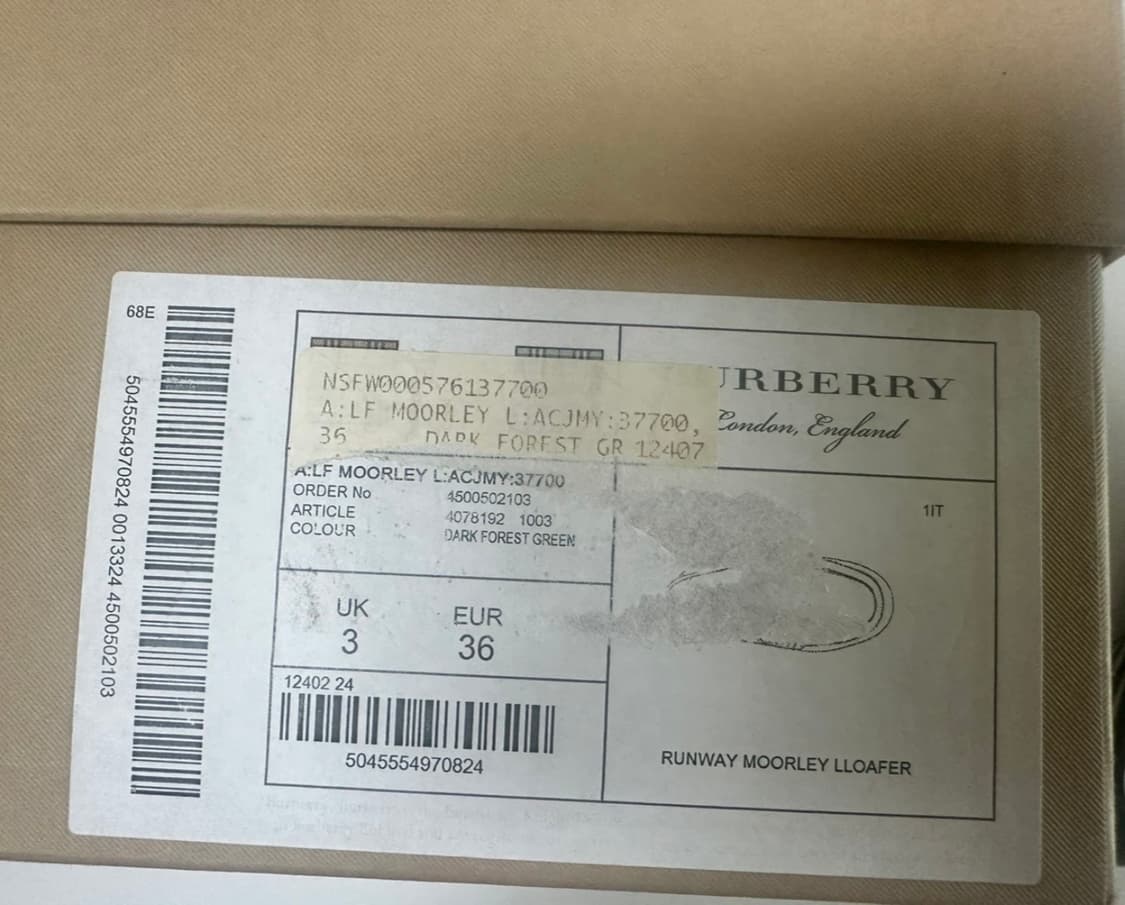 68E
5045554970824 0013324 4500502103
NSFW000576137700
A:LF MOORLEY L:ACJMY:37700,
36 DARK FOREST GR 12407
A:LF MOORLEY L:ACJMY:37700
ORDER No 4500502103
ARTICLE 4078192 1003
COLOUR DARK FOREST GREEN
UK EUR
3 36
12402 24
5045554970824
URBERRY
London, England
1IT
RUNWAY MOORLEY LLOAFER